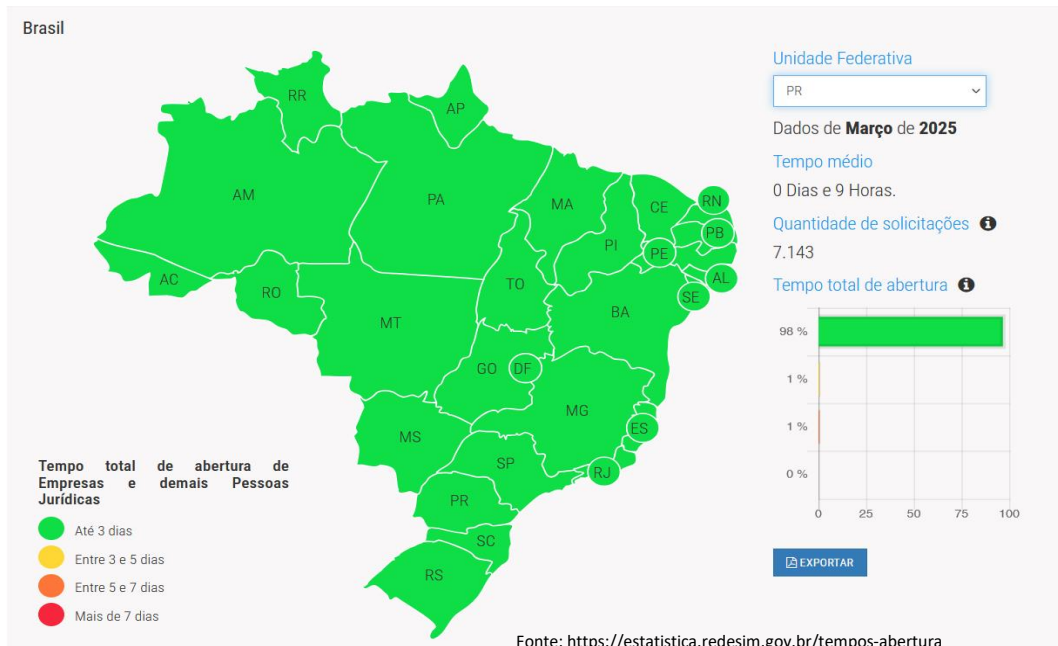 Brasil
RR
AP
AM
PA
MA
CE
RN
PB
PI
PE
AC
RO
TO
AL
SE
MT
BA
GO
DF
MG
MS
ES
SP
RJ
PR
SC
RS
Tempo total de abertura de
Empresas e demais Pessoas
Jurídicas
Até 3 dias
Entre 3 e 5 dias
Entre 5 e 7 dias
Mais de 7 dias
Unidade Federativa
PR
Dados de Março de 2025
Tempo médio
0 Dias e 9 Horas.
Quantidade de solicitações
7.143
Tempo total de abertura
98 %
1 %
1 %
0 %
0 25 50 75 100
EXPORTAR
Fonte: https://estatistica.redesim.gov.br/tempos-abertura